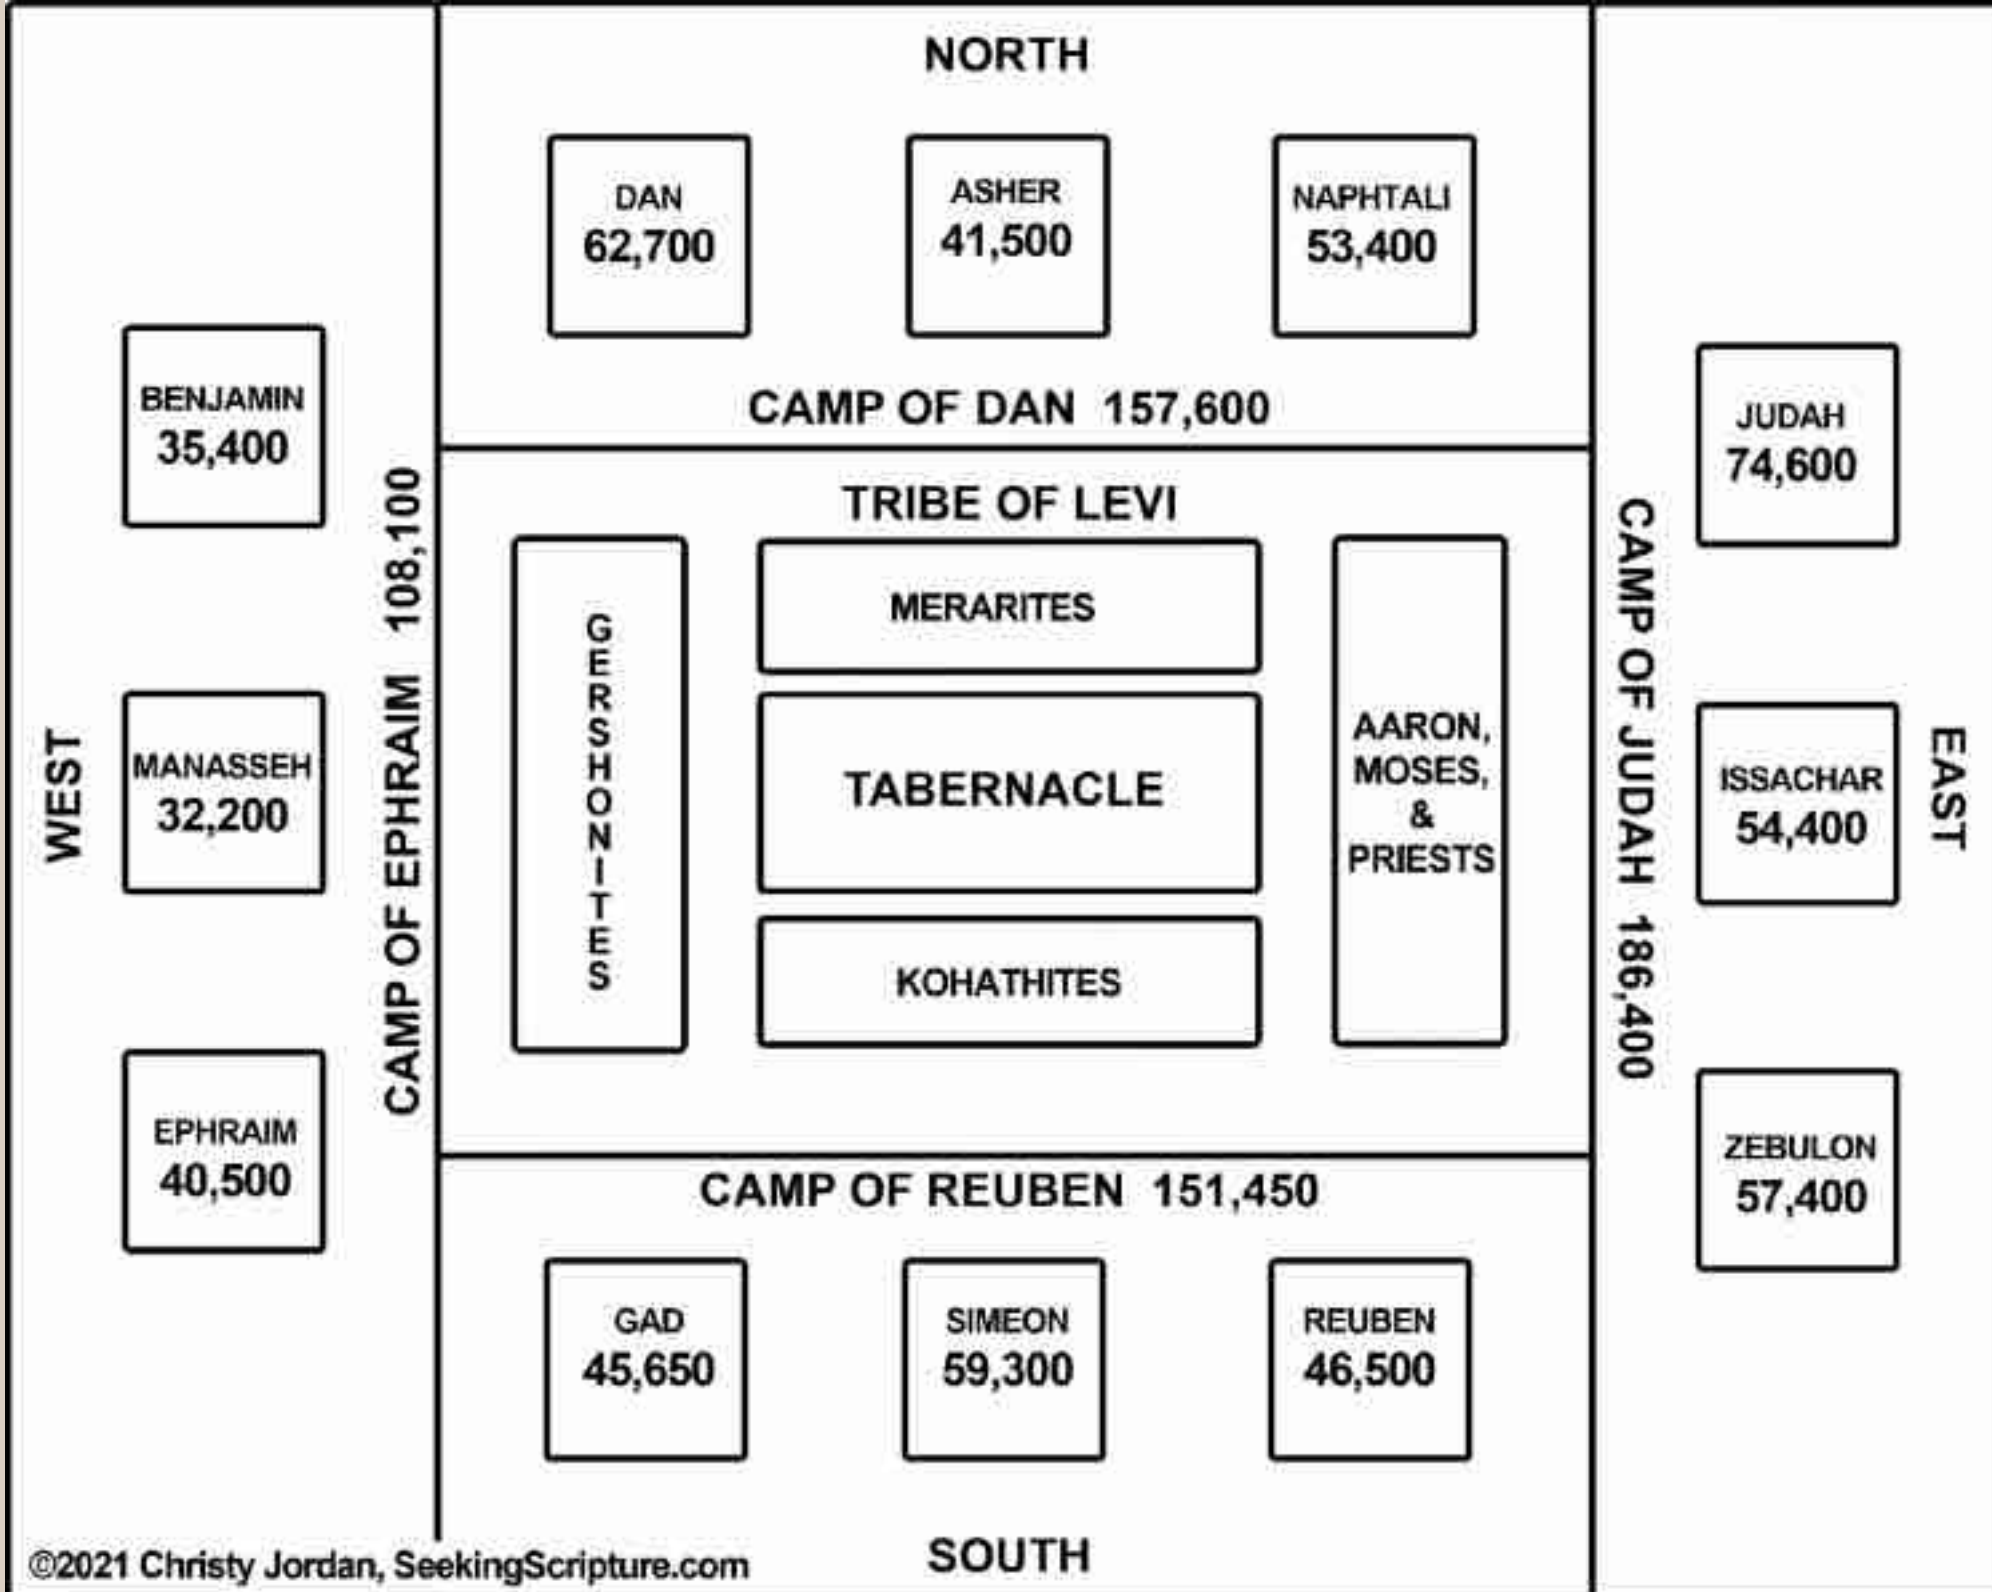 NORTH
DAN
62,700
ASHER
41,500
NAPHTALI
53,400
CAMP OF DAN 157,600
WEST
BENJAMIN
35,400
MANASSEH
32,200
EPHRAIM
40,500
CAMP OF EPHRAIM 108,100
TRIBE OF LEVI
GERSHONITES
MERARITES
TABERNACLE
KOHATHITES
AARON,
MOSES,
&
PRIESTS
CAMP OF JUDAH 186,400
JUDAH
74,600
ISSACHAR
54,400
ZEBULON
57,400
EAST
CAMP OF REUBEN 151,450
GAD
45,650
SIMEON
59,300
REUBEN
46,500
SOUTH
©2021 Christy Jordan, SeekingScripture.com